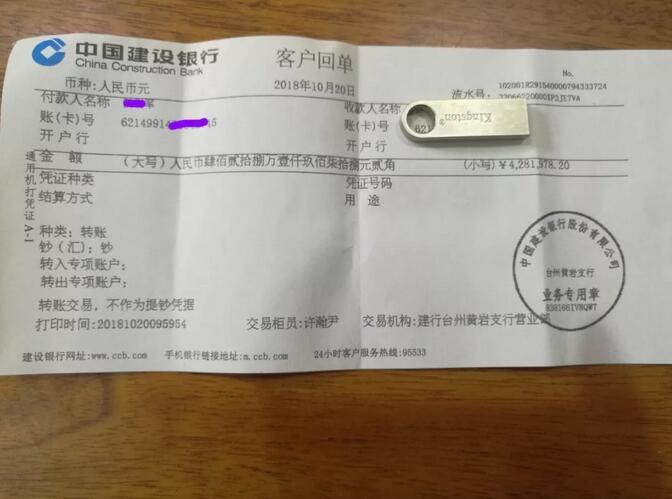 中国建设银行
China Construction Bank
客户回单
No.
币种:人民币元
2018年10月20日
流水号:
102001R29154000079433​3724
付款人名称
收款人名称
账(卡)号
6214991
账(卡)号
621
Kingston
开户行
开户行
金额
(大写)人民币肆佰贰拾捌万壹仟玖佰柒拾捌元贰角
(小写)¥4,281,978.20
凭证种类
凭证号码
结算方式
用途
通用机打凭证
I-V
种类:转账
钞(汇):钞
转入专项账户:
转出专项账户:
转账交易,不作为提钞凭据
打印时间:20181020095954
交易柜员:许瀚尹
交易机构:建行台州黄岩支行营业部
中国建设银行股份有限公司
台州黄岩支行
业务专用章
838166IVNQWT
建设银行网址:www.ccb.com
手机银行链接地址:m.ccb.com
24小时客户服务热线:95533